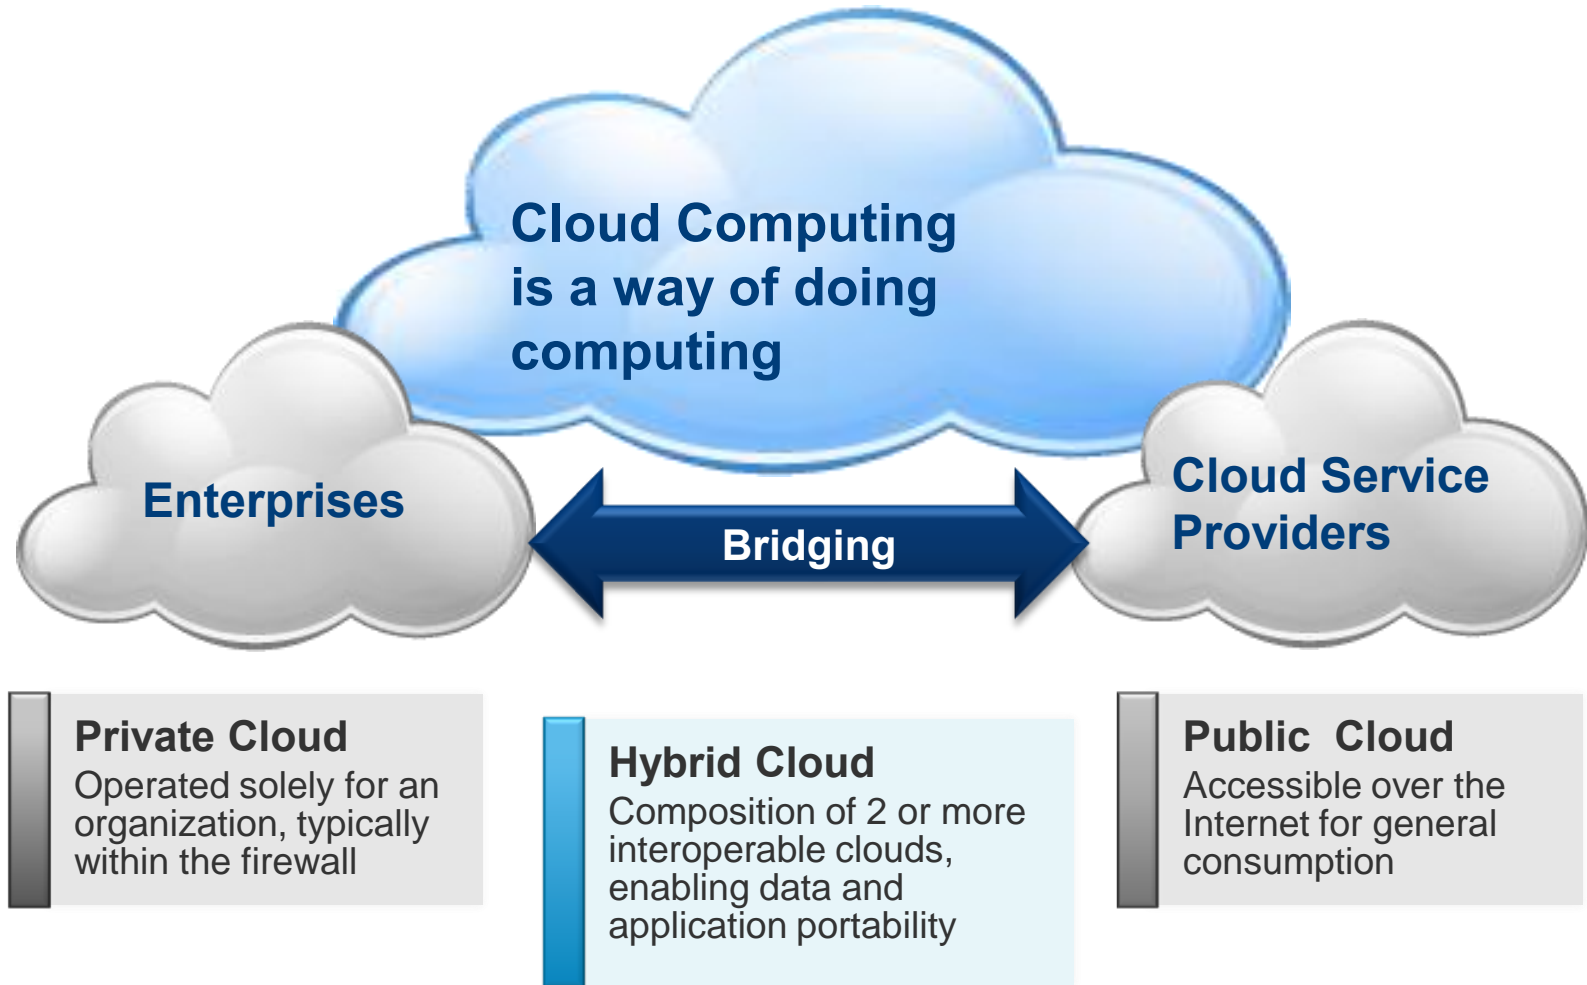 Cloud Computing
is a way of doing
computing
Enterprises
Bridging
Cloud Service
Providers
Private Cloud
Operated solely for an
organization, typically
within the firewall
Hybrid Cloud
Composition of 2 or more
interoperable clouds,
enabling data and
application portability
Public Cloud
Accessible over the
Internet for general
consumption